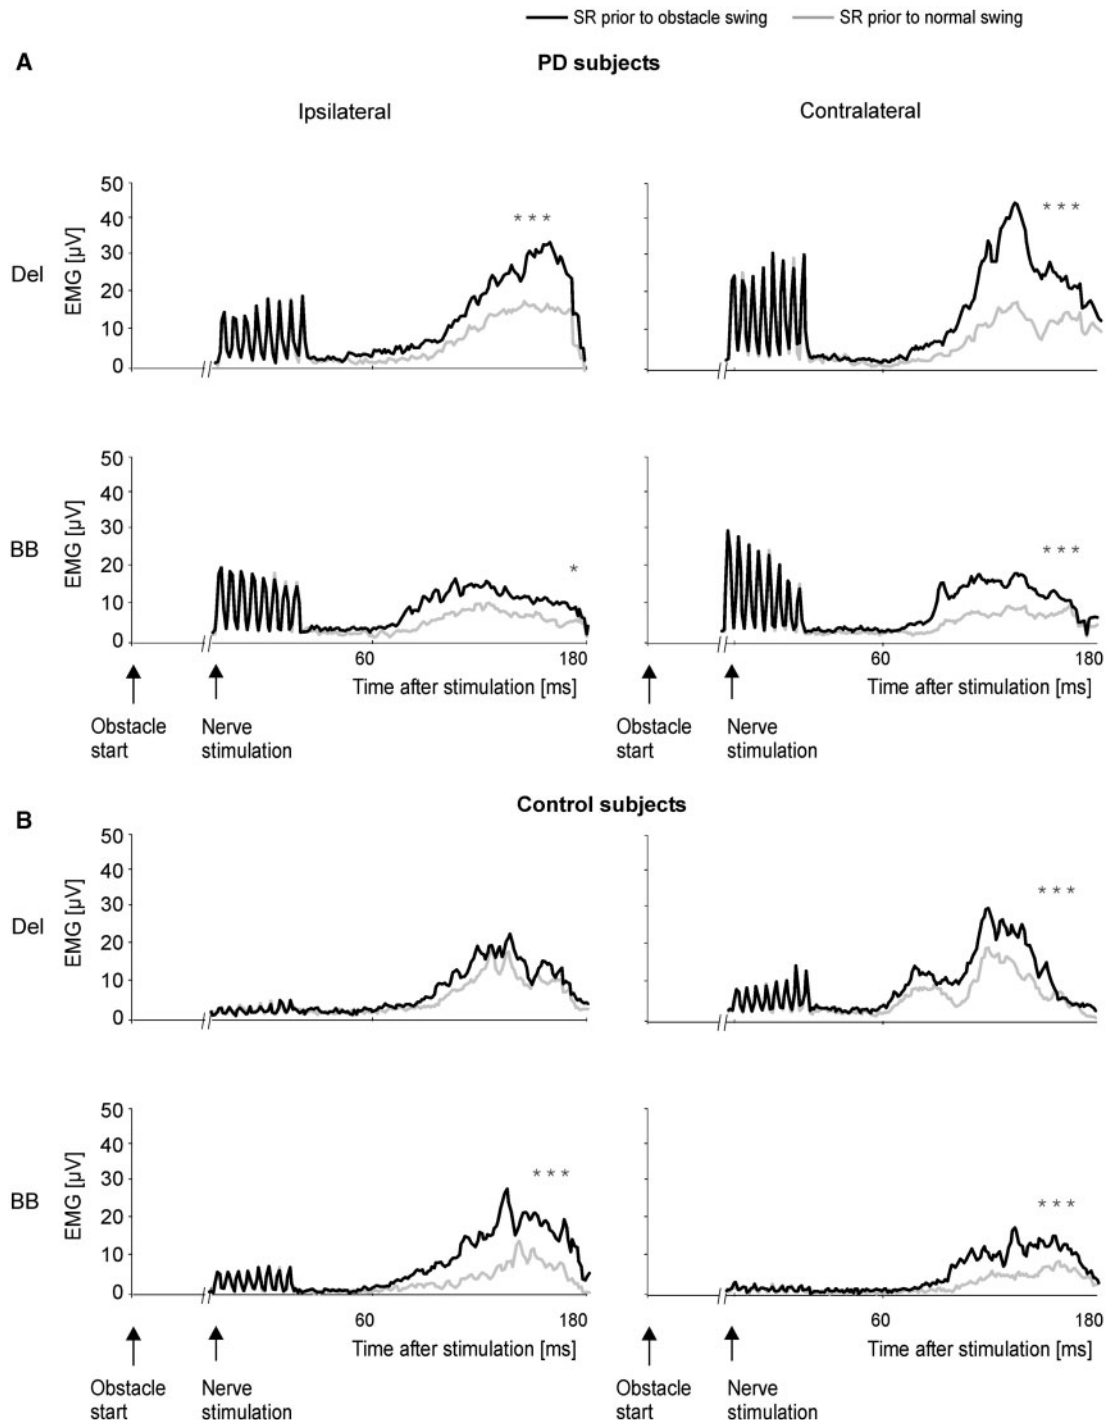 SR prior to obstacle swing SR prior to normal swing
A PD subjects
Ipsilateral Contralateral
Del
EMG [µV]
50
40
30
20
10
0
* * *
* * *
BB
EMG [µV]
50
40
30
20
10
0
*
* * *
60 180 60 180
Time after stimulation [ms] Time after stimulation [ms]
Obstacle start Nerve stimulation Obstacle start Nerve stimulation
B Control subjects
Del
EMG [µV]
50
40
30
20
10
0
* * *
BB
EMG [µV]
50
40
30
20
10
0
* * *
* * *
60 180 60 180
Time after stimulation [ms] Time after stimulation [ms]
Obstacle start Nerve stimulation Obstacle start Nerve stimulation